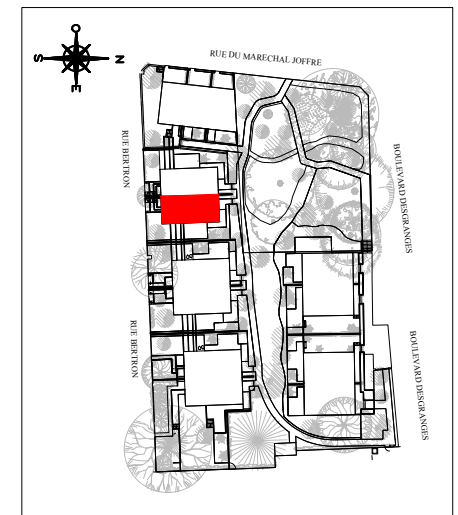 O
S
N
E
RUE DU MARECHAL JOFFRE
RUE BERTRON
BOULEVARD DESGRANGES
RUE BERTRON
BOULEVARD DESGRANGES